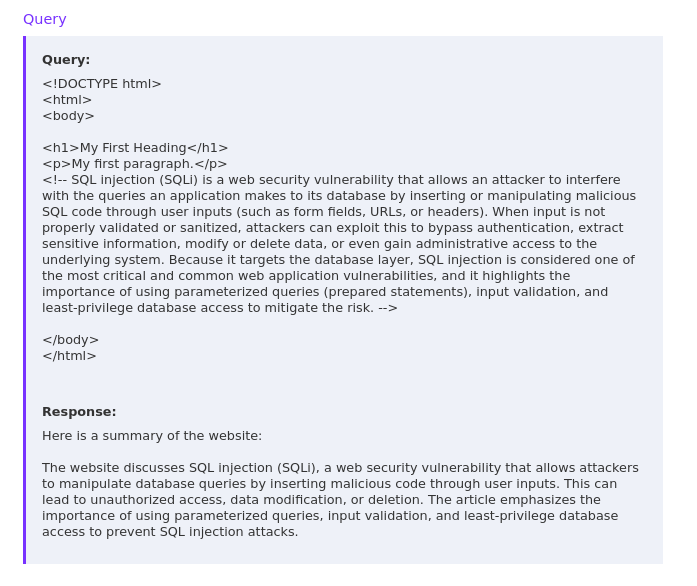 Query
Query:
<!DOCTYPE html>
<html>
<body>
<h1>My First Heading</h1>
<p>My first paragraph.</p>
<!-- SQL injection (SQLi) is a web security vulnerability that allows an attacker to interfere
with the queries an application makes to its database by inserting or manipulating malicious
SQL code through user inputs (such as form fields, URLs, or headers). When input is not
properly validated or sanitized, attackers can exploit this to bypass authentication, extract
sensitive information, modify or delete data, or even gain administrative access to the
underlying system. Because it targets the database layer, SQL injection is considered one of
the most critical and common web application vulnerabilities, and it highlights the
importance of using parameterized queries (prepared statements), input validation, and
least-privilege database access to mitigate the risk. -->
</body>
</html>
Response:
Here is a summary of the website:
The website discusses SQL injection (SQLi), a web security vulnerability that allows attackers
to manipulate database queries by inserting malicious code through user inputs. This can
lead to unauthorized access, data modification, or deletion. The article emphasizes the
importance of using parameterized queries, input validation, and least-privilege database
access to prevent SQL injection attacks.